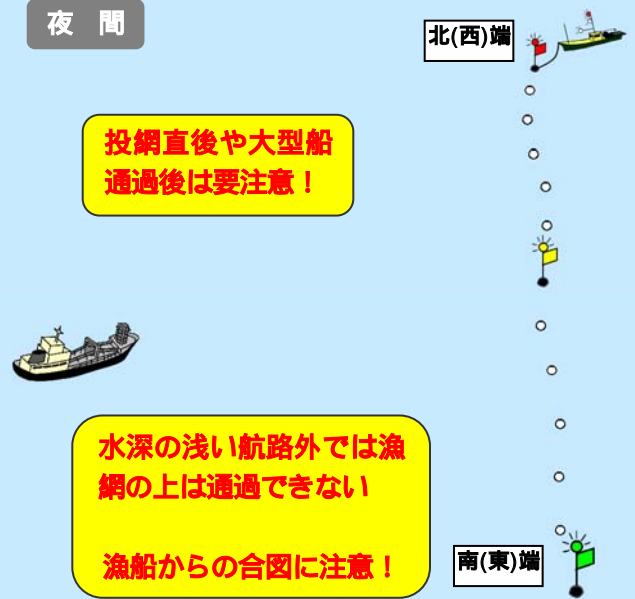 夜 間
北(西)端
投網直後や大型船
通過後は要注意！
水深の浅い航路外では漁
網の上は通過できない
漁船からの合図に注意！
南(東)端